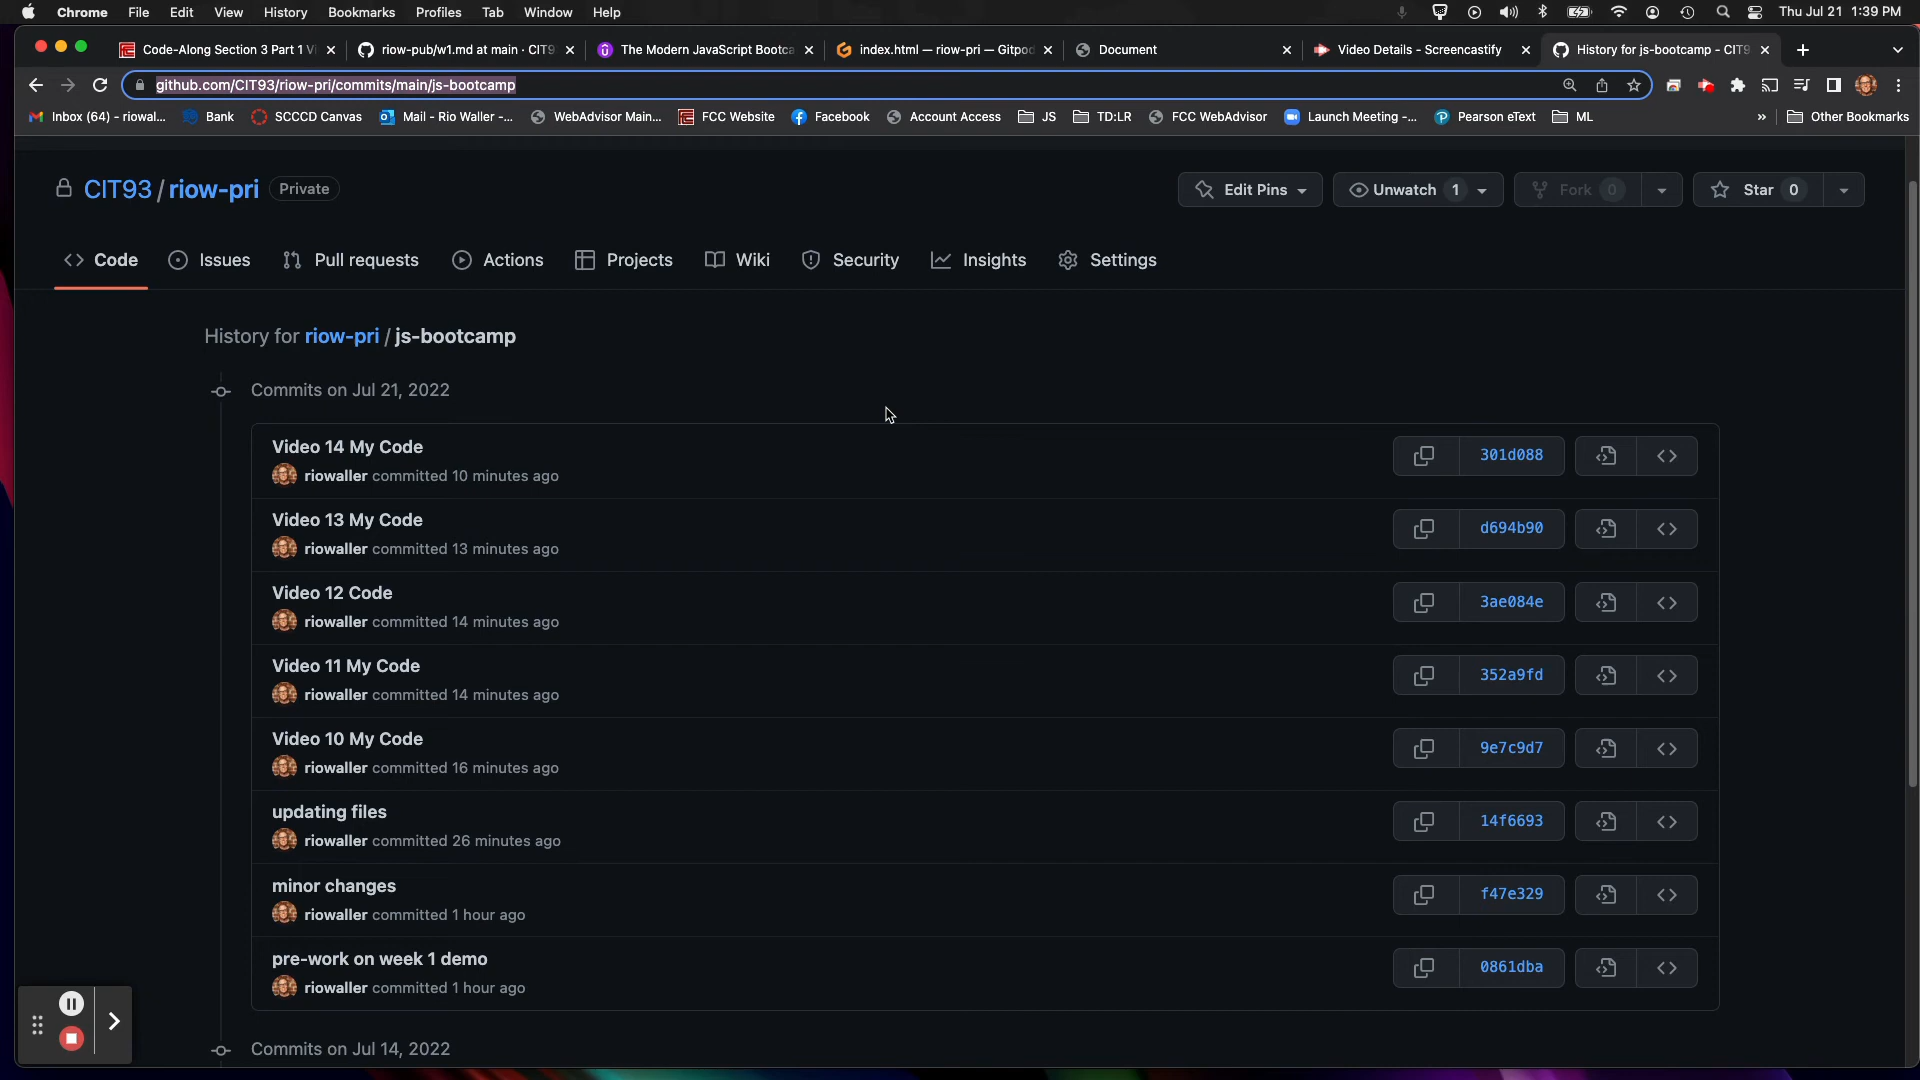 Chrome File Edit View History Bookmarks Profiles Tab Window Help Thu Jul 21 1:39 PM
Code-Along Section 3 Part 1 Vi riow-pub/w1.md at main · CIT9 The Modern JavaScript Bootca index.html — riow-pri — Gitpod Document Video Details - Screencastify History for js-bootcamp - CIT9
github.com/CIT93/riow-pri/commits/main/js-bootcamp
Inbox (64) - riowal... Bank SCCCD Canvas Mail - Rio Waller -... WebAdvisor Main... FCC Website Facebook Account Access JS TD:LR FCC WebAdvisor Launch Meeting -... Pearson eText ML » Other Bookmarks
CIT93 / riow-pri Private Edit Pins Unwatch 1 Fork 0 Star 0
Code Issues Pull requests Actions Projects Wiki Security Insights Settings
History for riow-pri / js-bootcamp
Commits on Jul 21, 2022
Video 14 My Code
riowaller committed 10 minutes ago
301d088
Video 13 My Code
riowaller committed 13 minutes ago
d694b90
Video 12 Code
riowaller committed 14 minutes ago
3ae084e
Video 11 My Code
riowaller committed 14 minutes ago
352a9fd
Video 10 My Code
riowaller committed 16 minutes ago
9e7c9d7
updating files
riowaller committed 26 minutes ago
14f6693
minor changes
riowaller committed 1 hour ago
f47e329
pre-work on week 1 demo
riowaller committed 1 hour ago
0861dba
Commits on Jul 14, 2022